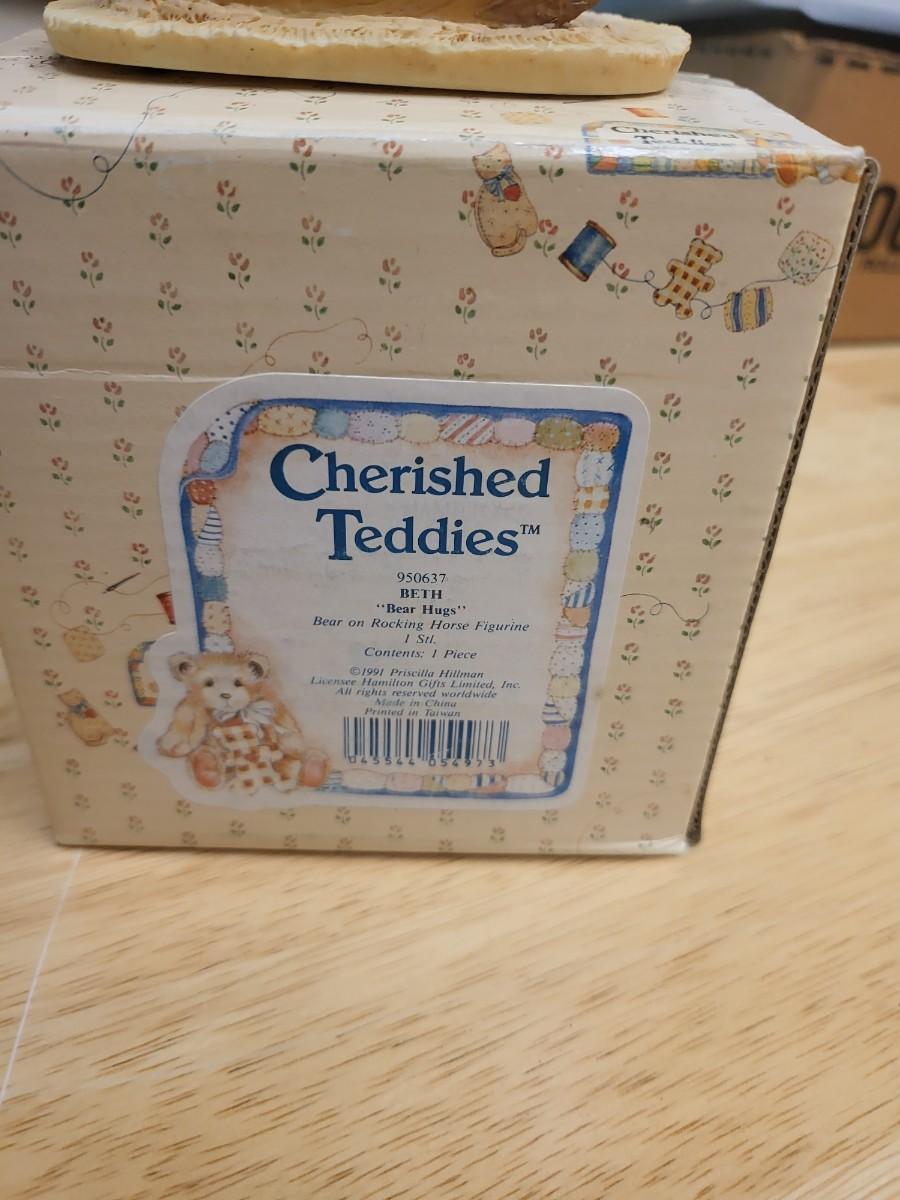 Cherished
Teddies
Cherished
Teddies™
950637
BETH
"Bear Hugs"
Bear on Rocking Horse Figurine
1 Stl.
Contents: 1 Piece
©1991 Priscilla Hillman
Licensee Hamilton Gifts Limited, Inc.
All rights reserved worldwide
Made in China
Printed in Taiwan
045544 054973